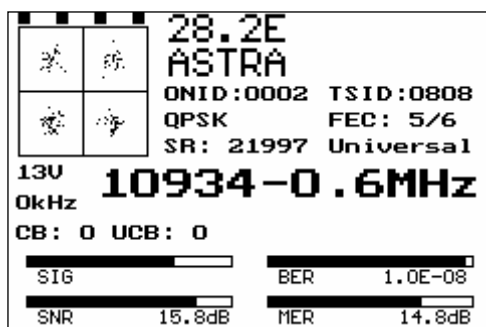 28.2E
ASTRA
ONID:0002 TSID:0808
QPSK FEC: 5/6
SR: 21997 Universal
13V
0kHz
10934-0.6MHz
CB: 0 UCB: 0
SIG
BER 1.0E-08
SNR 15.8dB
MER 14.8dB